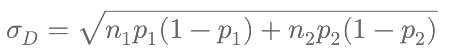 σ_D = √(n₁p₁(1 − p₁) + n₂p₂(1 − p₂))